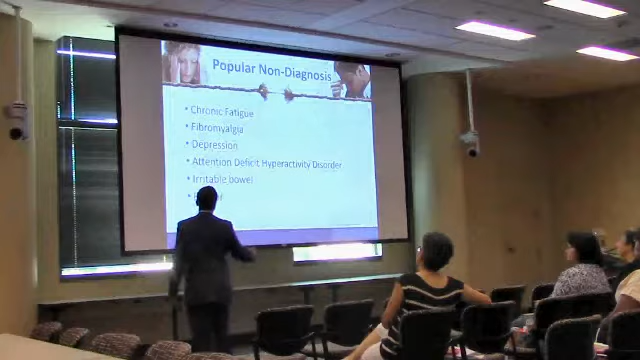 Popular Non-Diagnosis
• Chronic Fatigue
• Fibromyalgia
• Depression
• Attention Deficit Hyperactivity Disorder
• Irritable bowel